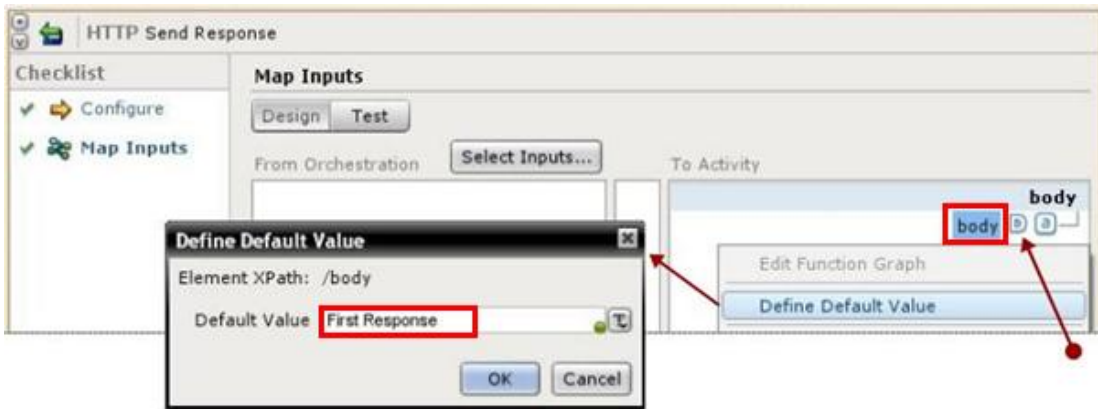 HTTP Send Response
Checklist
Configure
Map Inputs
Map Inputs
Design Test
From Orchestration Select Inputs... To Activity
body
body
Edit Function Graph
Define Default Value
Define Default Value
Element XPath: /body
Default Value First Response
OK Cancel